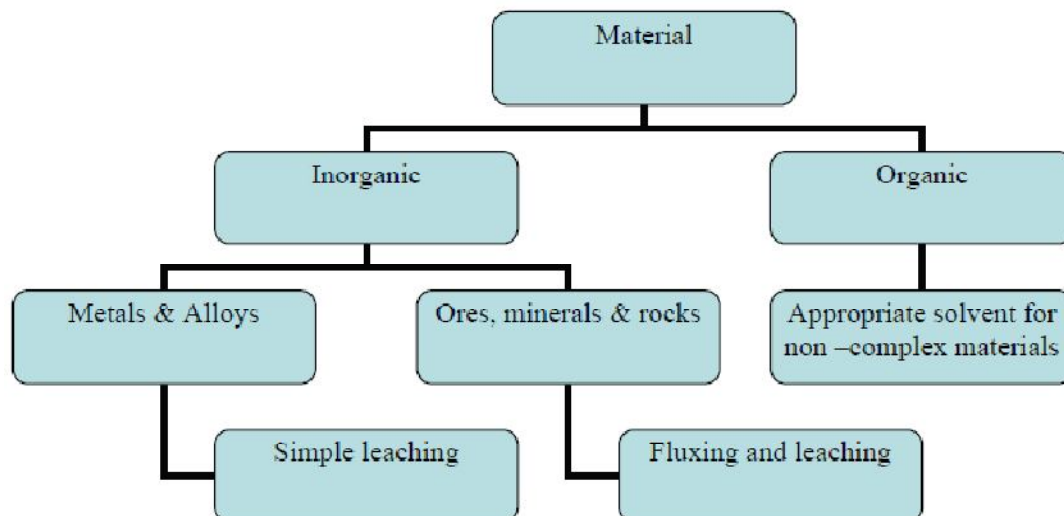 Material
Inorganic
Organic
Metals & Alloys
Ores, minerals & rocks
Appropriate solvent for
non –complex materials
Simple leaching
Fluxing and leaching